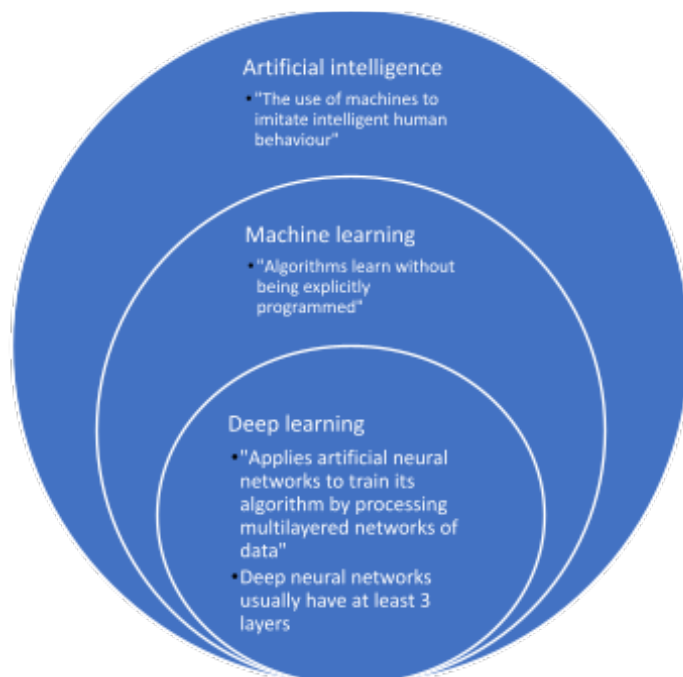 Artificial intelligence
•"The use of machines to
imitate intelligent human
behaviour"
Machine learning
•"Algorithms learn without
being explicitly
programmed"
Deep learning
•"Applies artificial neural
networks to train its
algorithm by processing
multilayered networks of
data"
•Deep neural networks
usually have at least 3
layers